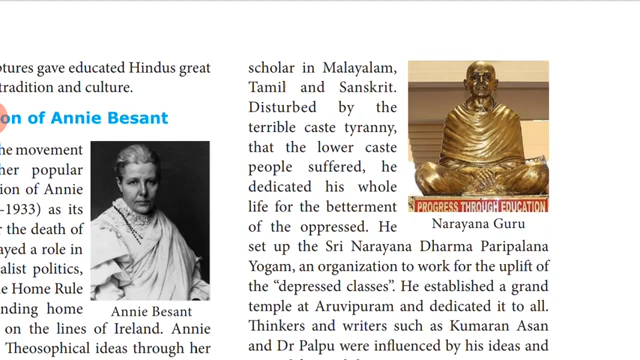 ptures gave educated Hindus great
tradition and culture.
on of Annie Besant
he movement
her popular
ion of Annie
-1933) as its
r the death of
ayed a role in
alist politics,
e Home Rule
nding home
Annie Besant
on the lines of Ireland. Annie
Theosophical ideas through her
scholar in Malayalam,
Tamil and Sanskrit.
Disturbed by the
terrible caste tyranny,
that the lower caste
people suffered, he
dedicated his whole
life for the betterment
of the oppressed. He
PROGRESS THROUGH EDUCATION
Narayana Guru
set up the Sri Narayana Dharma Paripalana
Yogam, an organization to work for the uplift of
the “depressed classes”. He established a grand
temple at Aruvipuram and dedicated it to all.
Thinkers and writers such as Kumaran Asan
and Dr Palpu were influenced by his ideas and